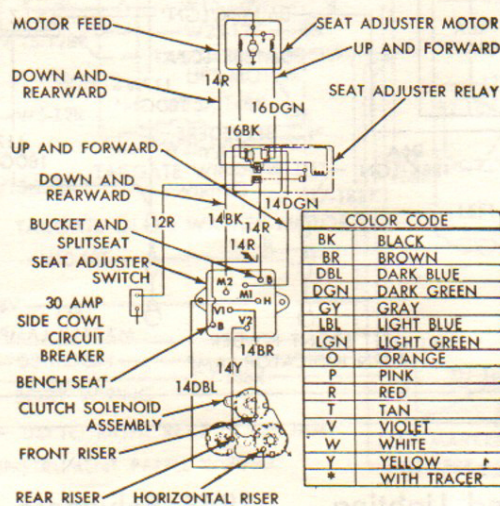 MOTOR FEED
SEAT ADJUSTER MOTOR
UP AND FORWARD
DOWN AND
REARWARD
14R
SEAT ADJUSTER RELAY
16DGN
16BK
UP AND FORWARD
DOWN AND
REARWARD
14DGN
12R
14BK
14R
BUCKET AND
SPLITSEAT
14R
SEAT ADJUSTER
SWITCH
B
M2
M1
H
V1
V2
B
30 AMP
SIDE COWL
CIRCUIT
BREAKER
14BR
BENCH SEAT
14Y
14DBL
CLUTCH SOLENOID
ASSEMBLY
FRONT RISER
REAR RISER
HORIZONTAL RISER
COLOR CODE
BK BLACK
BR BROWN
DBL DARK BLUE
DGN DARK GREEN
GY GRAY
LBL LIGHT BLUE
LGN LIGHT GREEN
O ORANGE
P PINK
R RED
T TAN
V VIOLET
W WHITE
Y YELLOW
* WITH TRACER